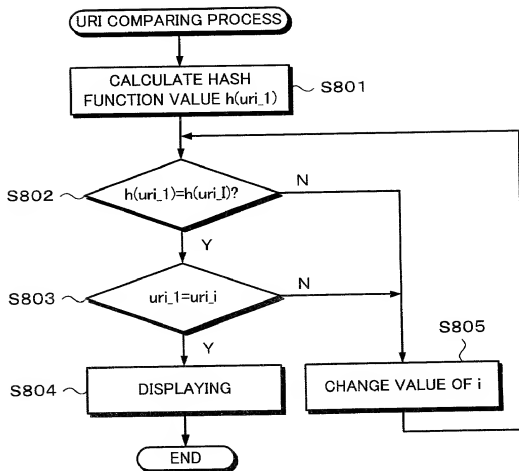 URI COMPARING PROCESS
CALCULATE HASH
FUNCTION VALUE h(uri_1)
S801
h(uri_1)=h(uri_I)?
N
S802
Y
uri_1=uri_i
N
S803
Y
S805
DISPLAYING
S804
CHANGE VALUE OF i
END